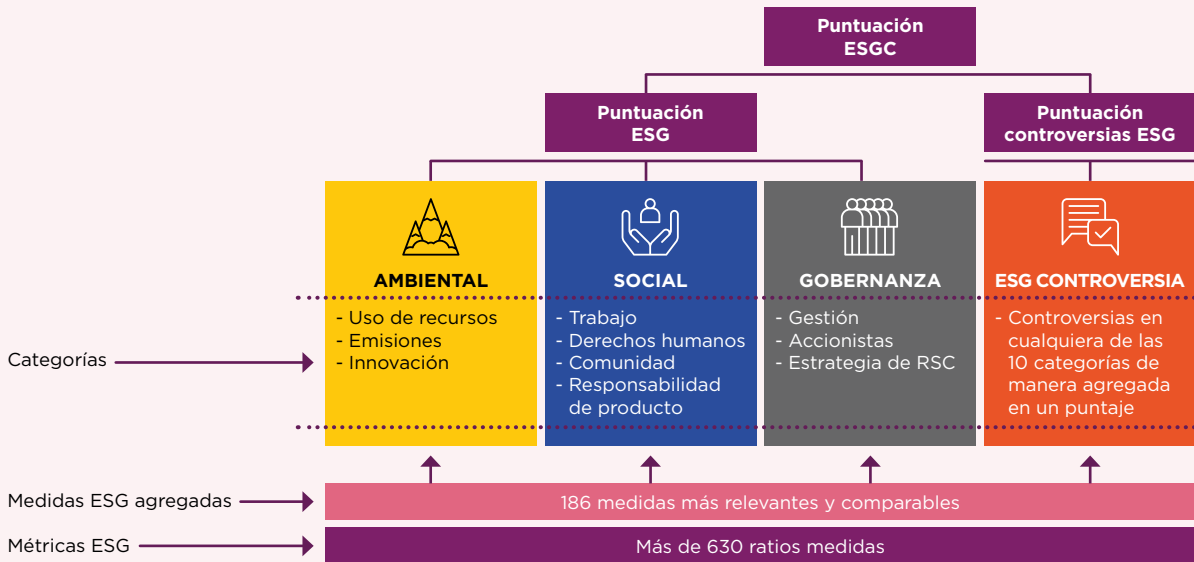 Puntuación
ESGC
Puntuación
ESG
Puntuación
controversias ESG
AMBIENTAL
SOCIAL
GOBERNANZA
ESG CONTROVERSIA
Categorías
- Uso de recursos
- Emisiones
- Innovación
- Trabajo
- Derechos humanos
- Comunidad
- Responsabilidad
de producto
- Gestión
- Accionistas
- Estrategia de RSC
- Controversias en
cualquiera de las
10 categorías de
manera agregada
en un puntaje
Medidas ESG agregadas
186 medidas más relevantes y comparables
Métricas ESG
Más de 630 ratios medidas